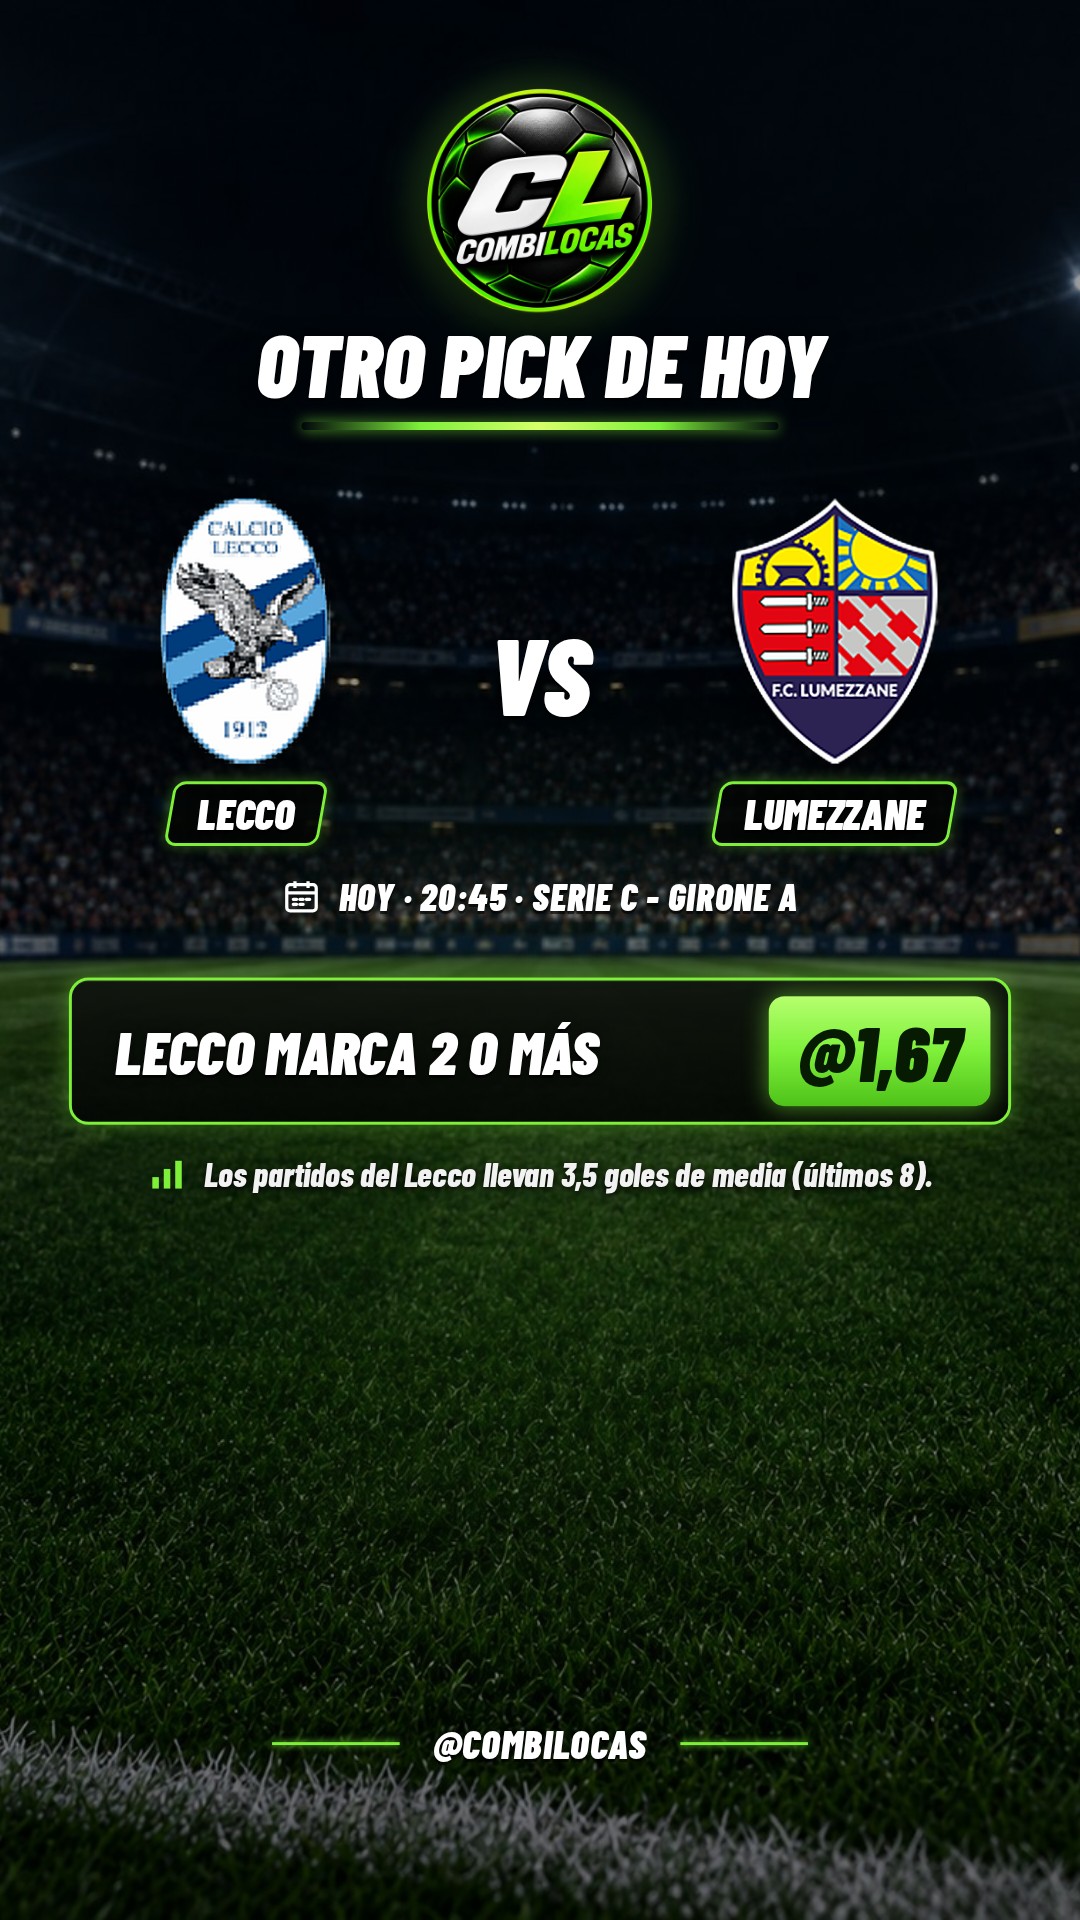 CL
COMBILOCAS
OTRO PICK DE HOY
CALCIO
LECCO
1912
VS
F.C. LUMEZZANE
LECCO
LUMEZZANE
HOY · 20:45 · SERIE C - GIRONE A
LECCO MARCA 2 O MÁS
@1,67
Los partidos del Lecco llevan 3,5 goles de media (últimos 8).
@COMBILOCAS